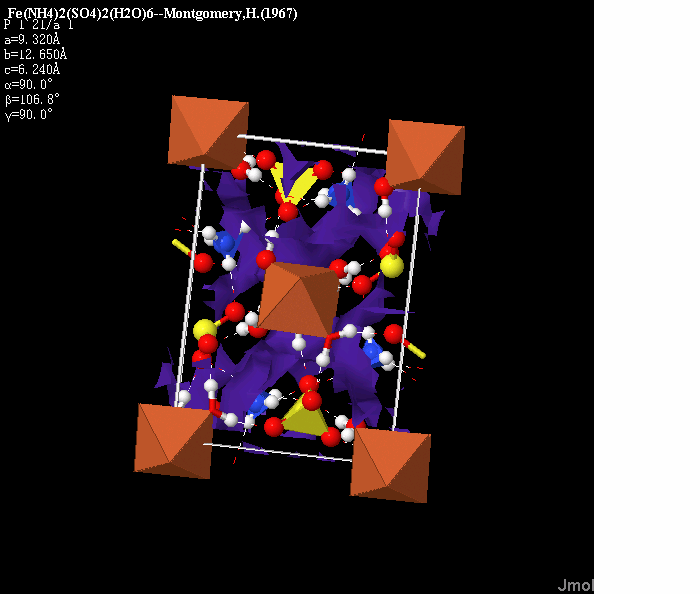 Fe(NH4)2(SO4)2(H2O)6--Montgomery,H.(1967)
P 1 21/a 1
a=9.320Å
b=12.650Å
c=6.240Å
α=90.0°
β=106.8°
γ=90.0°
Jmol